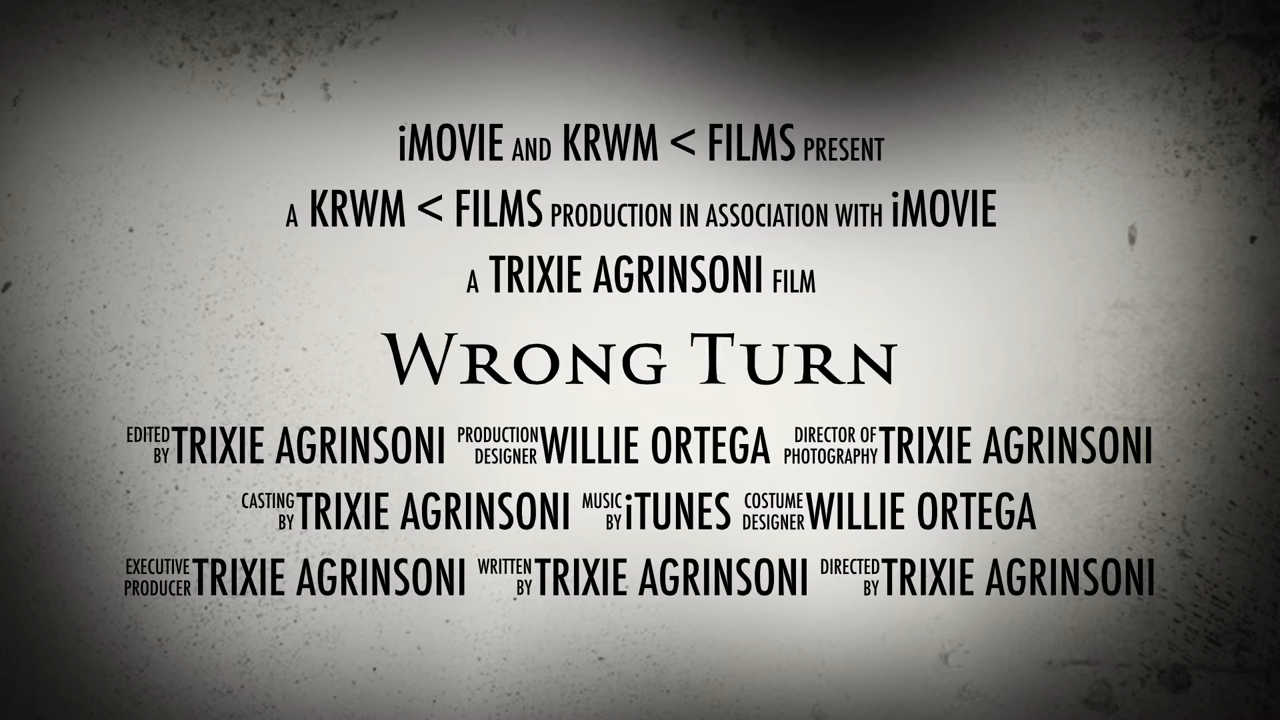 iMOVIE AND KRWM < FILMS PRESENT
A KRWM < FILMS PRODUCTION IN ASSOCIATION WITH iMOVIE
A TRIXIE AGRINSONI FILM
WRONG TURN
EDITED BY TRIXIE AGRINSONI PRODUCTION DESIGNER WILLIE ORTEGA DIRECTOR OF PHOTOGRAPHY TRIXIE AGRINSONI
CASTING BY TRIXIE AGRINSONI MUSIC BY iTUNES COSTUME DESIGNER WILLIE ORTEGA
EXECUTIVE PRODUCER TRIXIE AGRINSONI WRITTEN BY TRIXIE AGRINSONI DIRECTED BY TRIXIE AGRINSONI